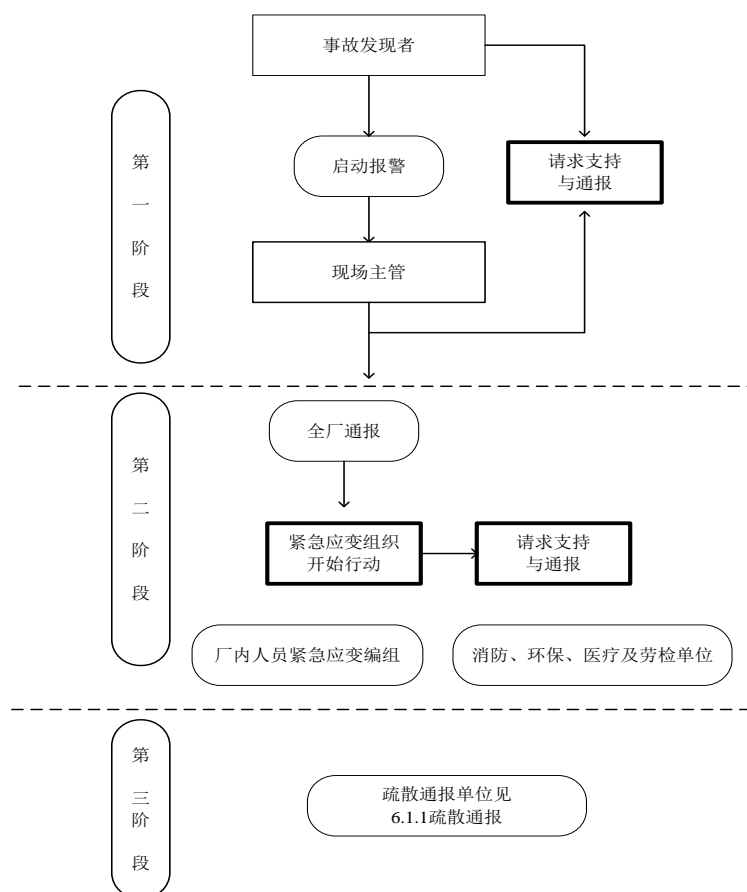 事故发现者
第
一
阶
段
启动报警
请求支持
与通报
现场主管
第
二
阶
段
全厂通报
紧急应变组织
开始行动
请求支持
与通报
厂内人员紧急应变编组
消防、环保、医疗及劳检单位
第
三
阶
段
疏散通报单位见
6.1.1疏散通报